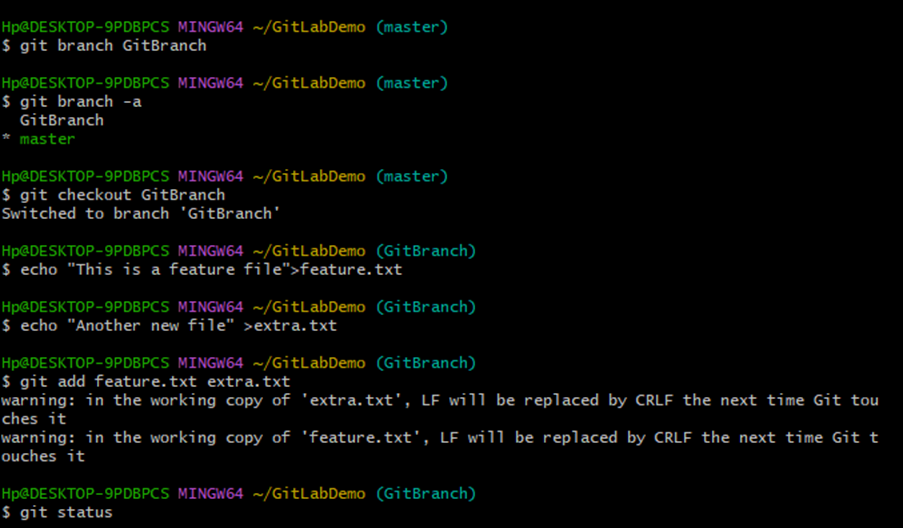 Hp@DESKTOP-9PDBPCS MINGW64 ~/GitLabDemo (master)
$ git branch GitBranch
Hp@DESKTOP-9PDBPCS MINGW64 ~/GitLabDemo (master)
$ git branch -a
  GitBranch
* master
Hp@DESKTOP-9PDBPCS MINGW64 ~/GitLabDemo (master)
$ git checkout GitBranch
Switched to branch 'GitBranch'
Hp@DESKTOP-9PDBPCS MINGW64 ~/GitLabDemo (GitBranch)
$ echo "This is a feature file">feature.txt
Hp@DESKTOP-9PDBPCS MINGW64 ~/GitLabDemo (GitBranch)
$ echo "Another new file" >extra.txt
Hp@DESKTOP-9PDBPCS MINGW64 ~/GitLabDemo (GitBranch)
$ git add feature.txt extra.txt
warning: in the working copy of 'extra.txt', LF will be replaced by CRLF the next time Git tou
ches it
warning: in the working copy of 'feature.txt', LF will be replaced by CRLF the next time Git t
ouches it
Hp@DESKTOP-9PDBPCS MINGW64 ~/GitLabDemo (GitBranch)
$ git status